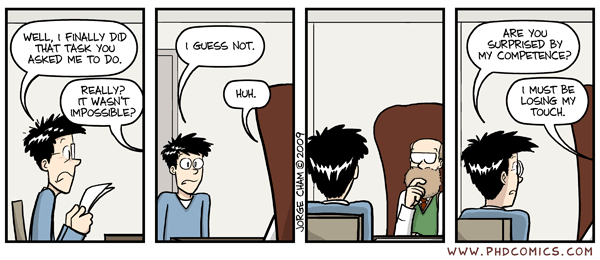 WELL, I FINALLY DID
THAT TASK YOU
ASKED ME TO DO.
REALLY?
IT WASN'T
IMPOSSIBLE?
I GUESS NOT.
HUH.
JORGE CHAM © 2009
ARE YOU
SURPRISED BY
MY COMPETENCE?
I MUST BE
LOSING MY
TOUCH.
WWW.PHDCOMICS.COM